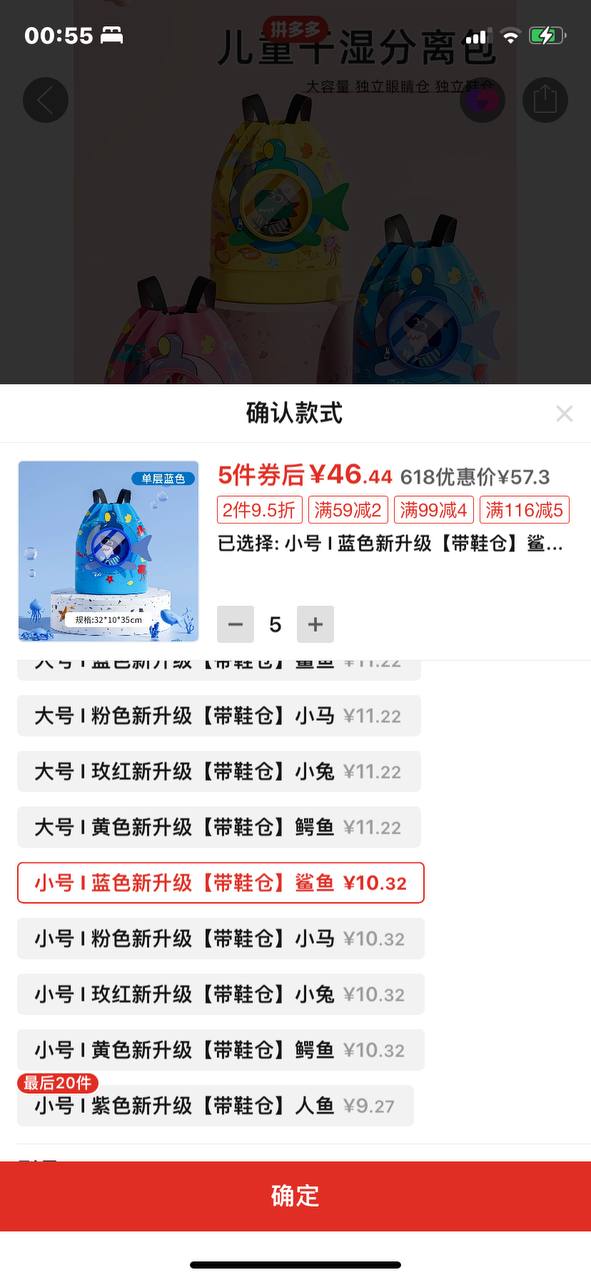 00:55
拼多多
儿童干湿分离包
大容量 独立眼睛仓 独立鞋仓
确认款式
单层蓝色
规格:32*10*35cm
5件券后¥46.44 618优惠价¥57.3
2件9.5折 满59减2 满99减4 满116减5
已选择: 小号 I 蓝色新升级【带鞋仓】鲨...
5
大号 I 蓝色新升级【带鞋仓】鲨鱼 ¥11.22
大号 I 粉色新升级【带鞋仓】小马 ¥11.22
大号 I 玫红新升级【带鞋仓】小兔 ¥11.22
大号 I 黄色新升级【带鞋仓】鳄鱼 ¥11.22
小号 I 蓝色新升级【带鞋仓】鲨鱼 ¥10.32
小号 I 粉色新升级【带鞋仓】小马 ¥10.32
小号 I 玫红新升级【带鞋仓】小兔 ¥10.32
小号 I 黄色新升级【带鞋仓】鳄鱼 ¥10.32
最后20件
小号 I 紫色新升级【带鞋仓】人鱼 ¥9.27
确定